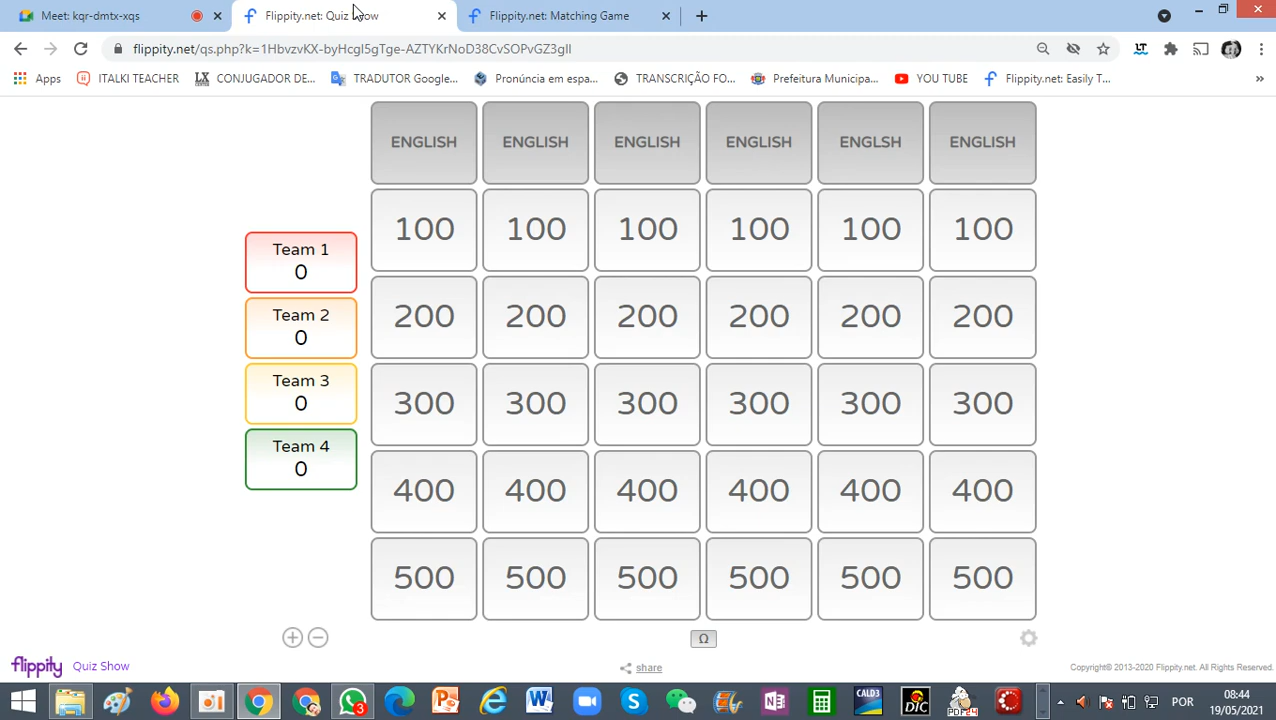 Meet: kqr-dmtx-xqs
Flippity.net: Quiz Show
Flippity.net: Matching Game
flippity.net/qs.php?k=1HbvzvKX-byHcgI5gTge-AZTYKrNoD38CvSOPvGZ3glI
Apps
ITALKI TEACHER
CONJUGADOR DE...
TRADUTOR Google...
Pronúncia em espa...
TRANSCRIÇÃO FO...
Prefeitura Municipa...
YOU TUBE
Flippity.net: Easily T...
»
ENGLISH ENGLISH ENGLISH ENGLISH ENGLSH ENGLISH
100 100 100 100 100 100
200 200 200 200 200 200
300 300 300 300 300 300
400 400 400 400 400 400
500 500 500 500 500 500
Team 1
0
Team 2
0
Team 3
0
Team 4
0
Ω
flippity Quiz Show
share
Copyright©2013-2020 Flippity.net. All Rights Reserved.
3
CALD3
DIC
PDF24
POR
08:44
19/05/2021